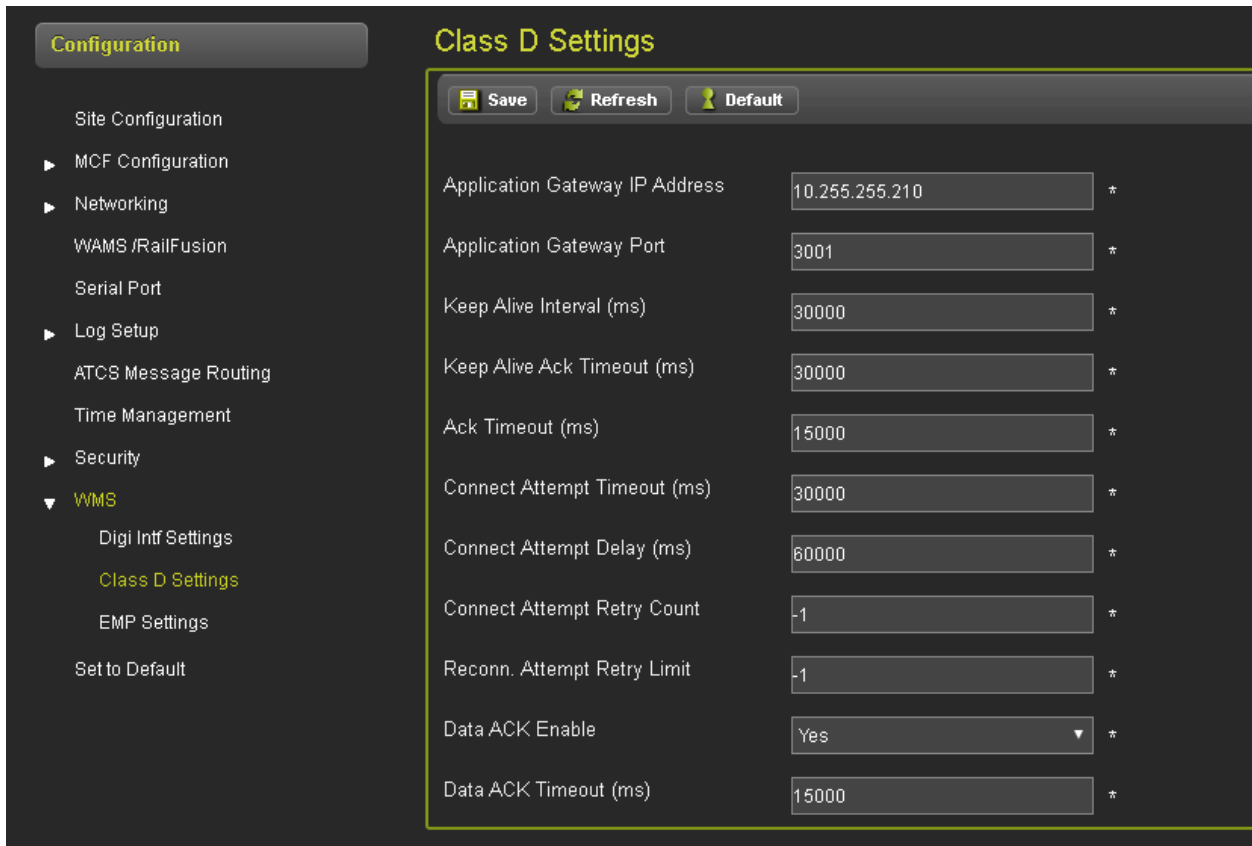 Configuration
Site Configuration
MCF Configuration
Networking
WAMS /RailFusion
Serial Port
Log Setup
ATCS Message Routing
Time Management
Security
WMS
Digi Intf Settings
Class D Settings
EMP Settings
Set to Default
Class D Settings
Save Refresh Default
Application Gateway IP Address 10.255.255.210 *
Application Gateway Port 3001 *
Keep Alive Interval (ms) 30000 *
Keep Alive Ack Timeout (ms) 30000 *
Ack Timeout (ms) 15000 *
Connect Attempt Timeout (ms) 30000 *
Connect Attempt Delay (ms) 60000 *
Connect Attempt Retry Count -1 *
Reconn. Attempt Retry Limit -1 *
Data ACK Enable Yes *
Data ACK Timeout (ms) 15000 *